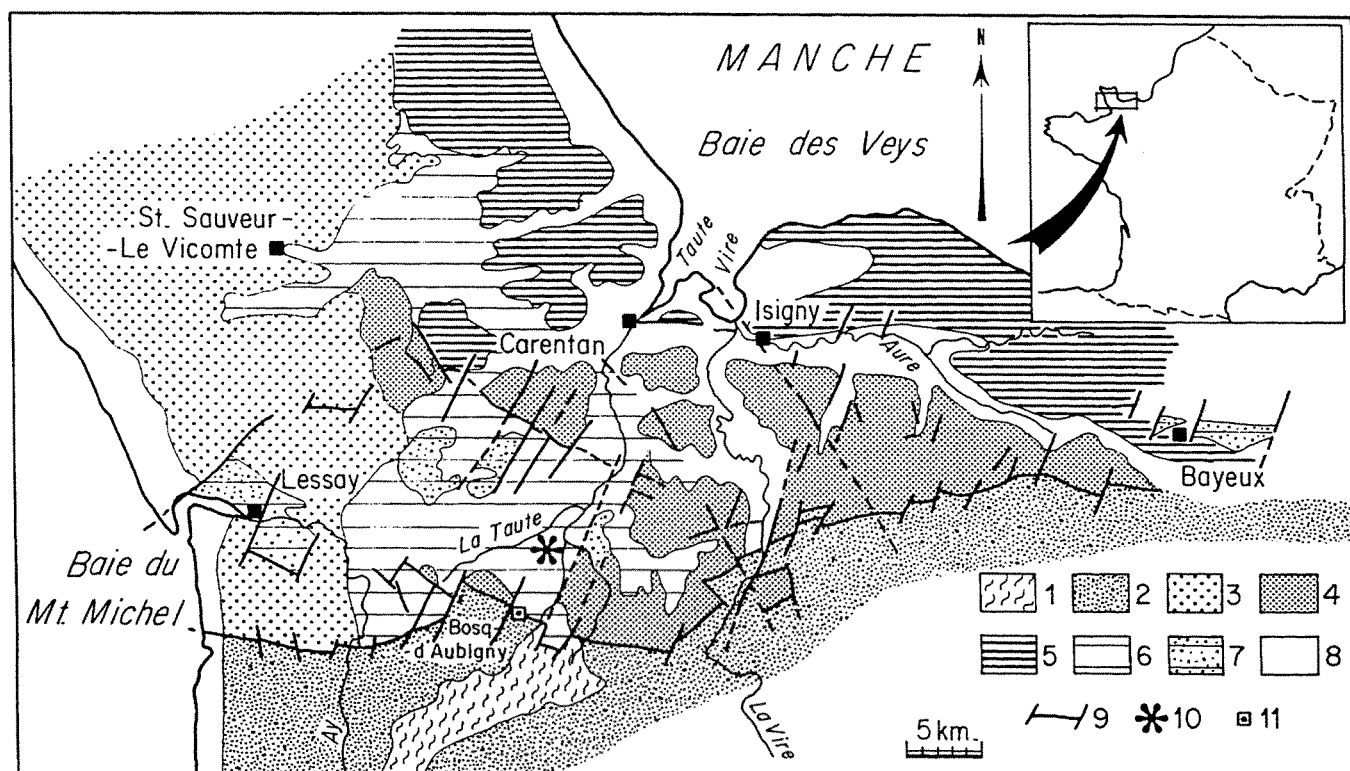 MANCHE
Baie des Veys
N
St. Sauveur-
-Le Vicomte
Taute
Vire
Isigny
Carentan
Aure
Lessay
Bayeux
La Taute
Baie du
Mt. Michel
Bosq-
d'Aubigny
AY
La Vire
1 2 3 4
5 6 7 8
9 10 11
5 km.